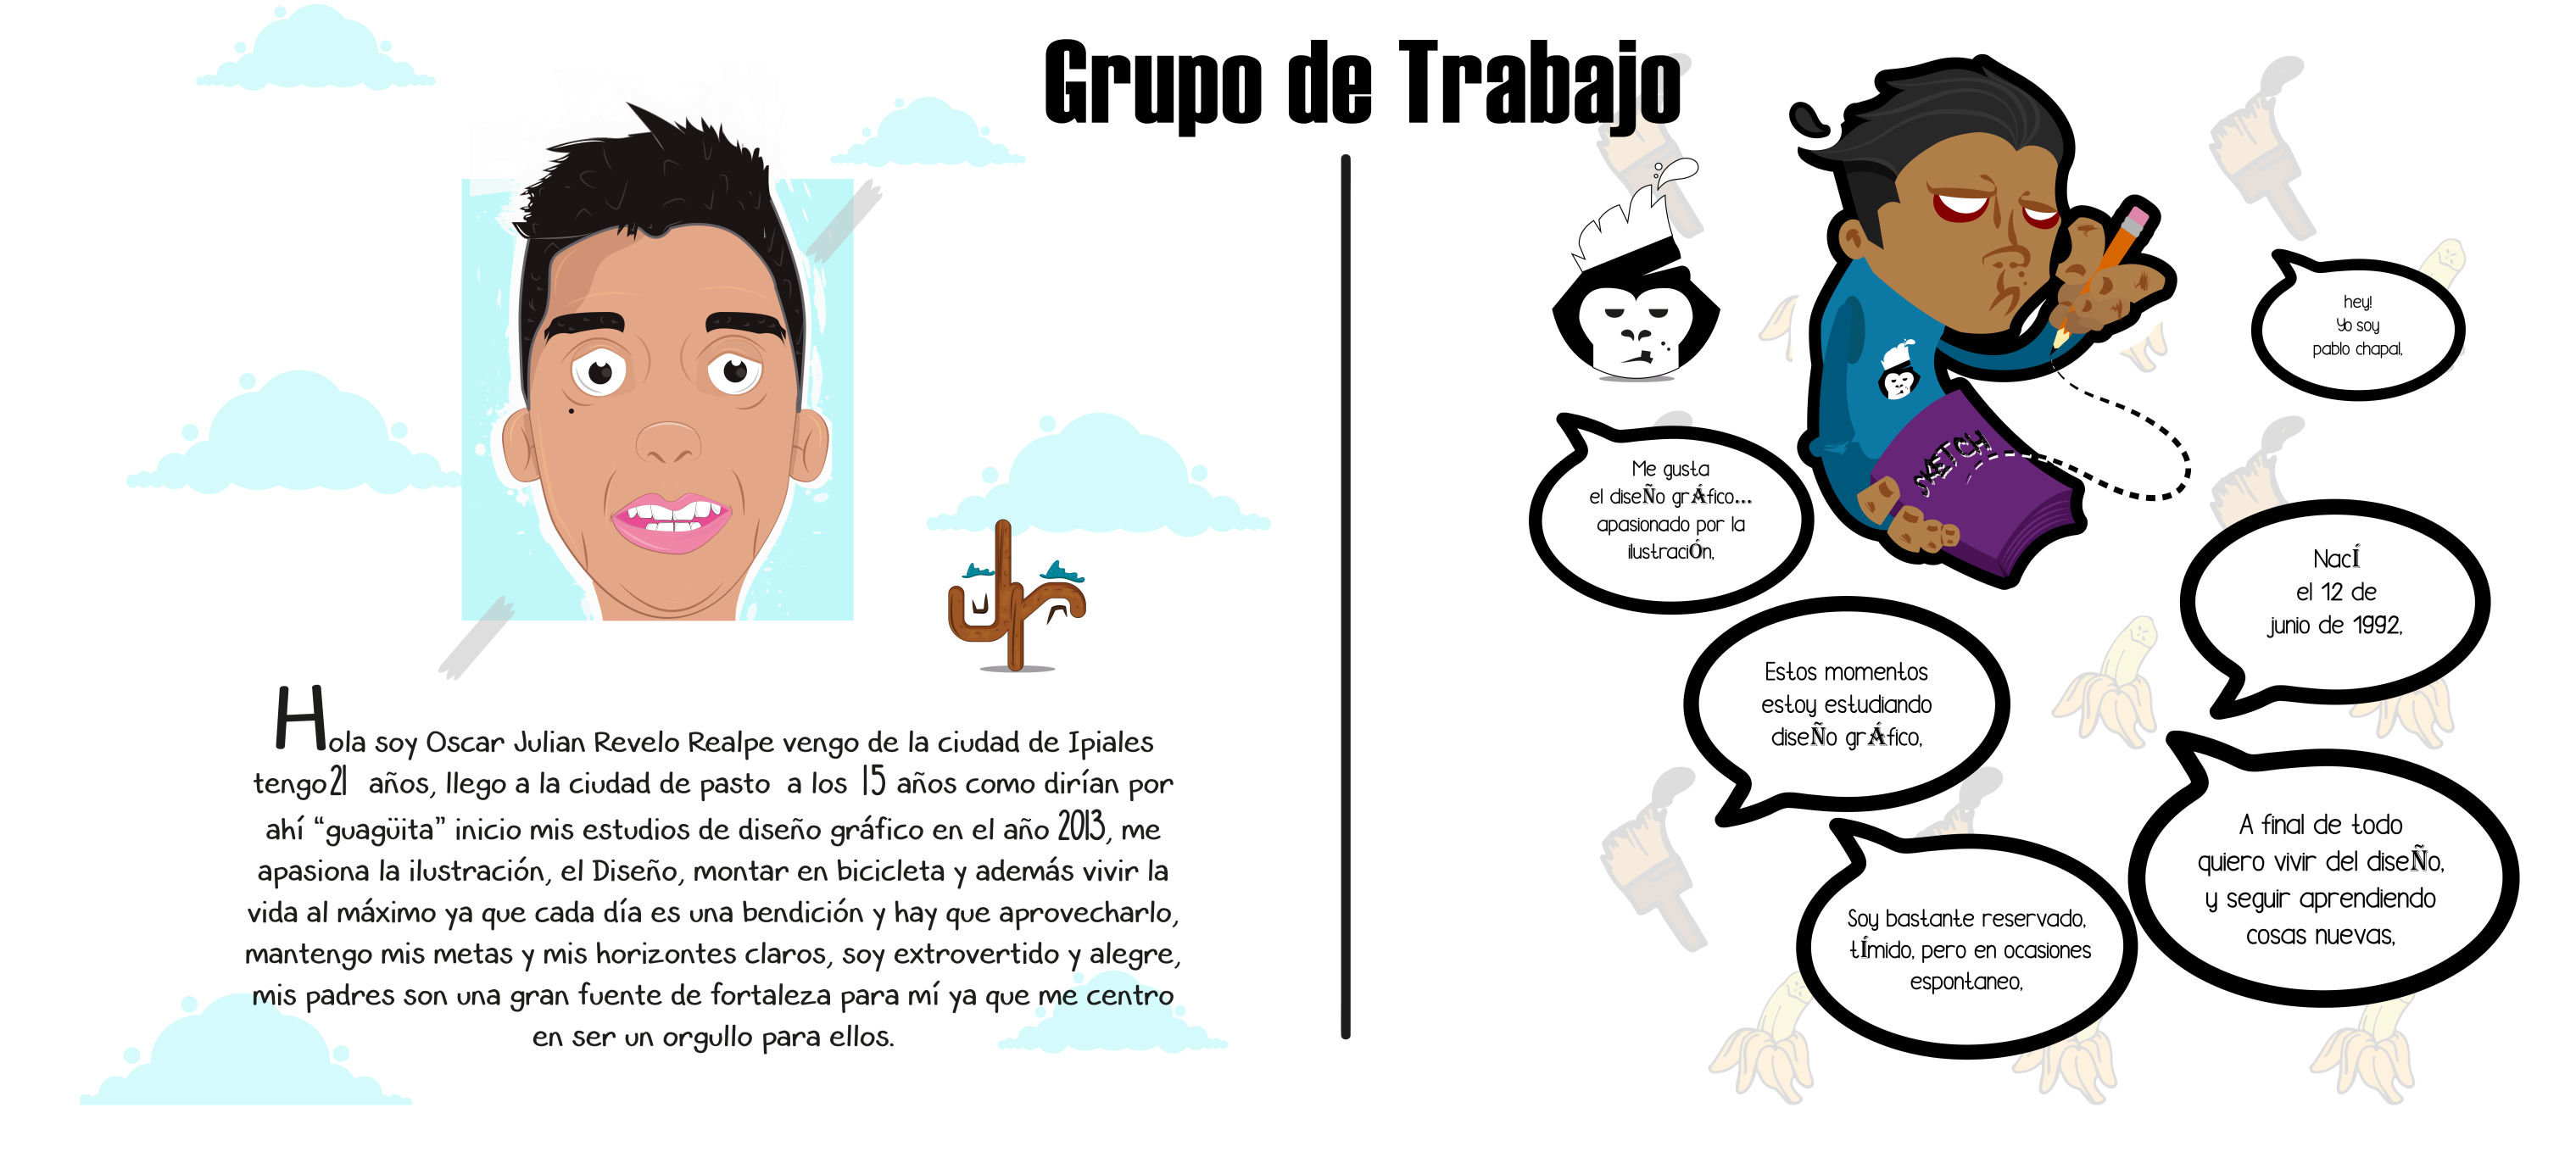 Grupo de Trabajo
Hola soy Oscar Julian Revelo Realpe vengo de la ciudad de Ipiales
tengo 21 años, llego a la ciudad de pasto a los 15 años como dirían por
ahí “guagüita” inicio mis estudios de diseño gráfico en el año 2013, me
apasiona la ilustración, el Diseño, montar en bicicleta y además vivir la
vida al máximo ya que cada día es una bendición y hay que aprovecharlo,
mantengo mis metas y mis horizontes claros, soy extrovertido y alegre,
mis padres son una gran fuente de fortaleza para mí ya que me centro
en ser un orgullo para ellos.
jr
SKETCH
hey!
Yo soy
pablo chapal.
Me gusta
el diseÑo grÁfico...
apasionado por la
ilustraciÓn.
NacÍ
el 12 de
junio de 1992.
Estos momentos
estoy estudiando
diseÑo grÁfico.
A final de todo
quiero vivir del diseÑo,
y seguir aprendiendo
cosas nuevas.
Soy bastante reservado,
tÍmido, pero en ocasiones
espontaneo.